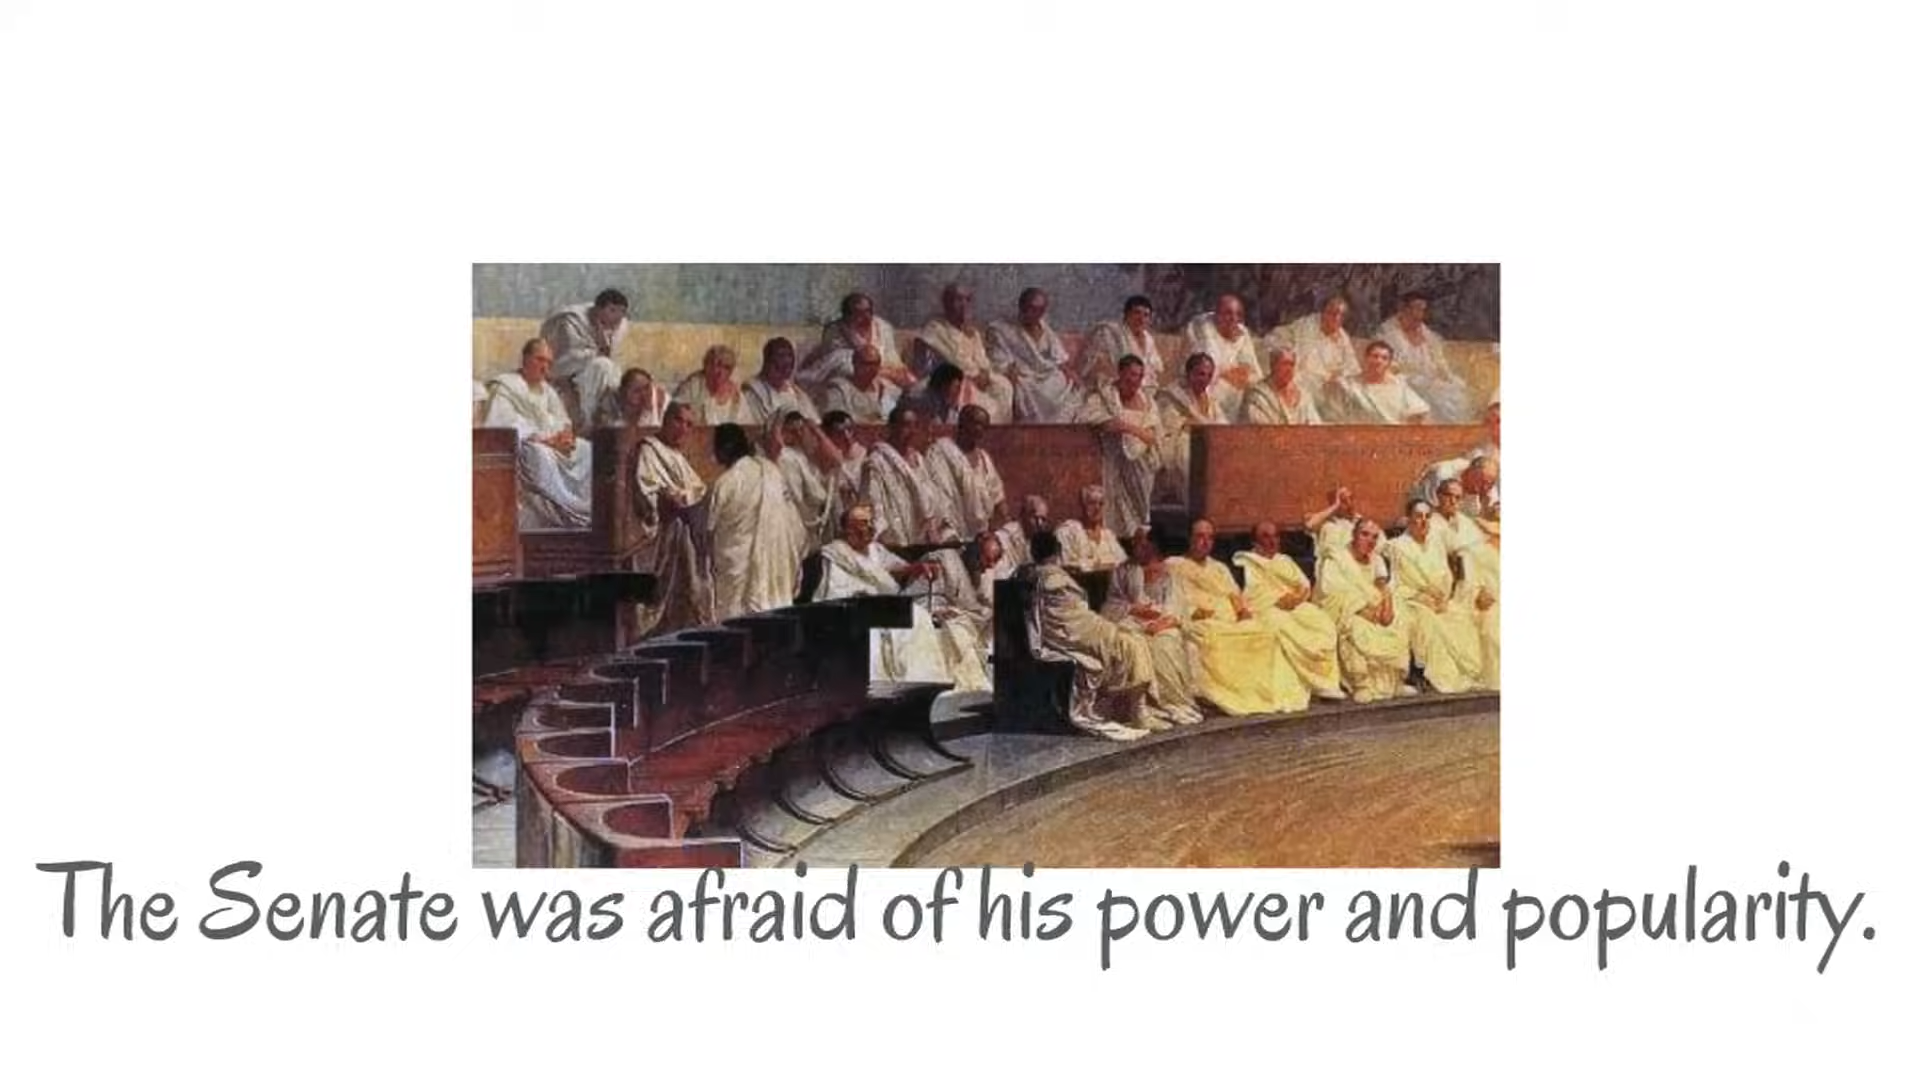 The Senate was afraid of his power and popularity.